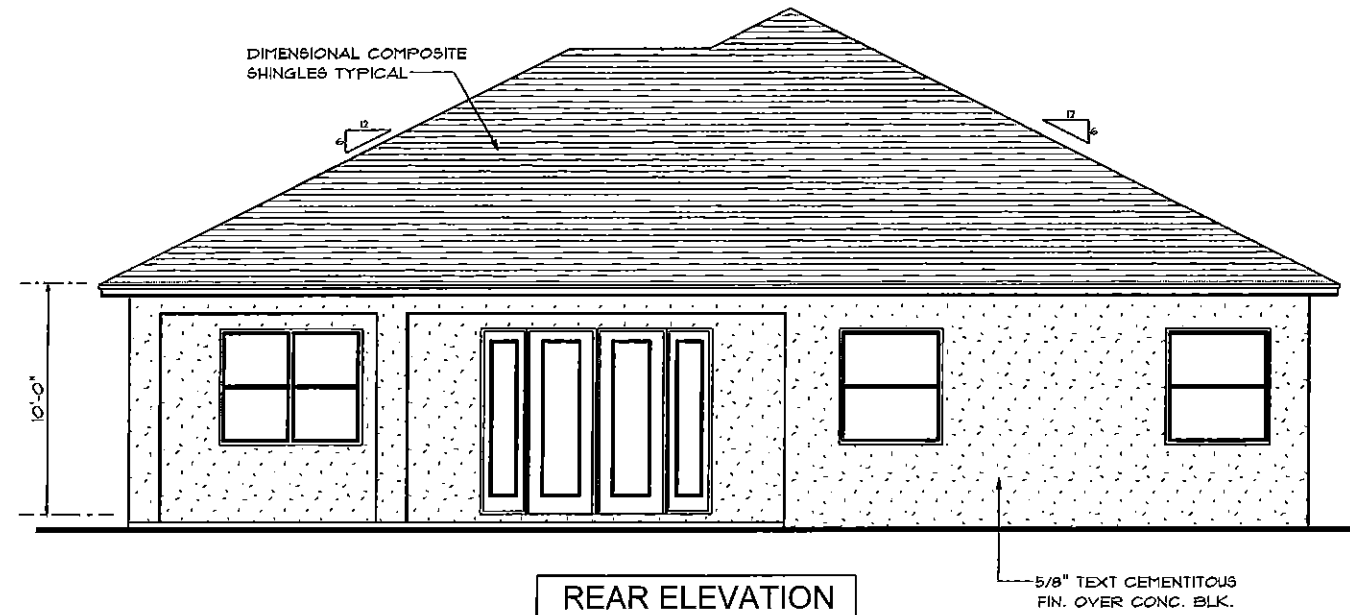 DIMENSIONAL COMPOSITE
SHINGLES TYPICAL
12
6
12
6
10'-0"
5/8" TEXT CEMENTITOUS
FIN. OVER CONC. BLK.
REAR ELEVATION